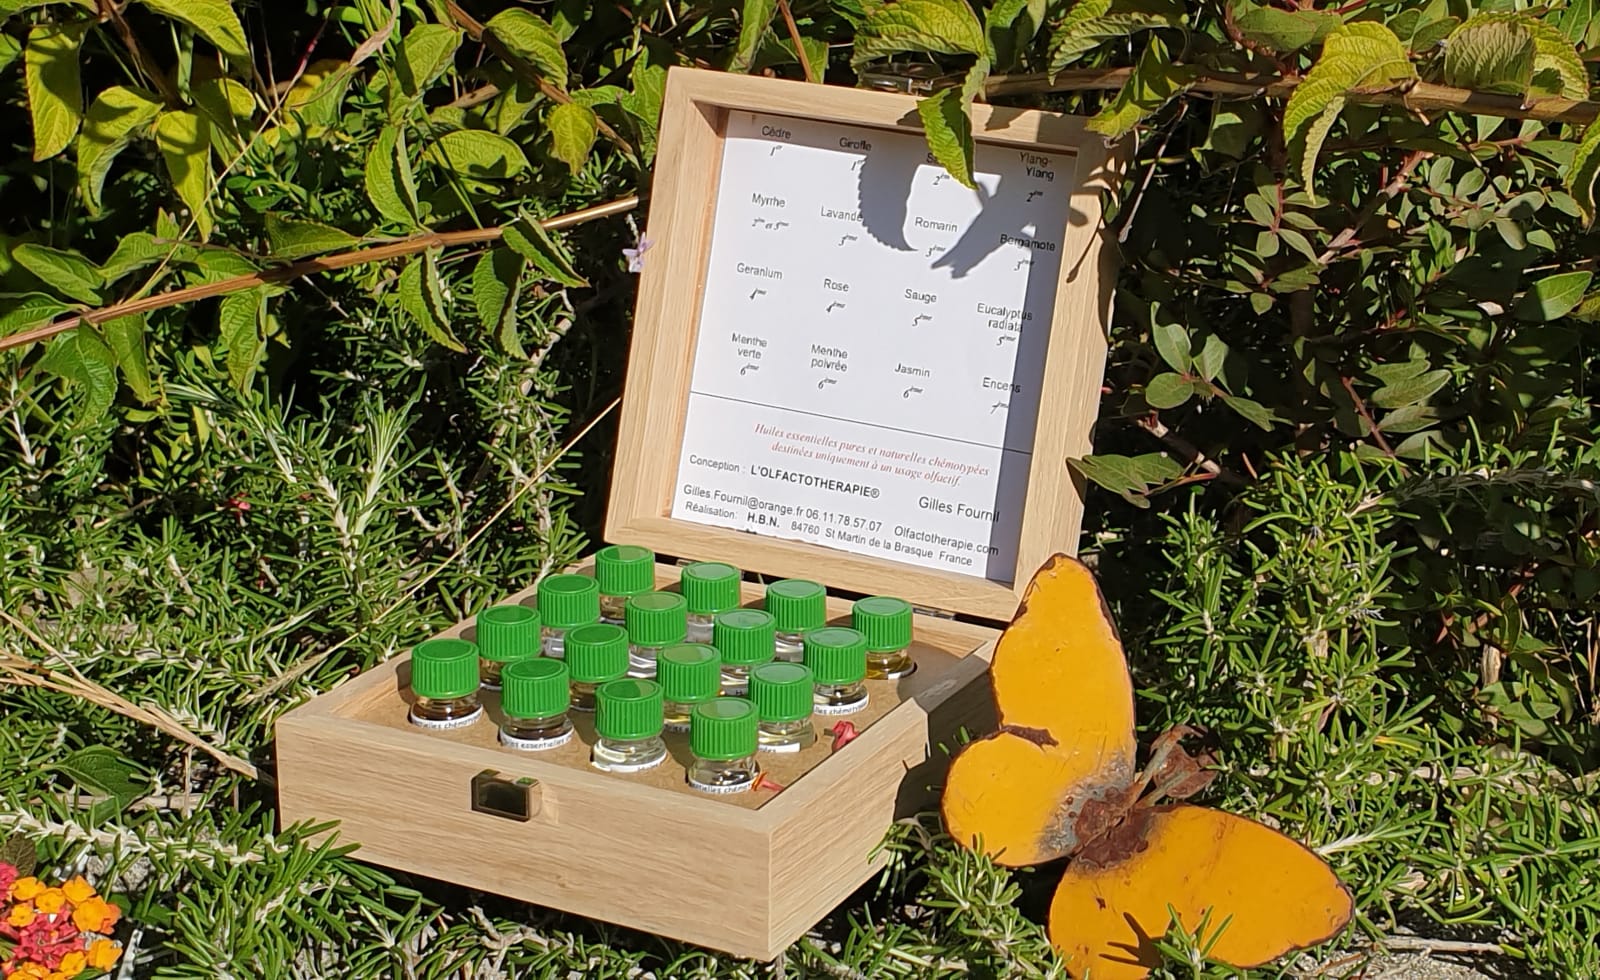 Cèdre Girofle Ylang-Ylang
1er 2ème
Myrrhe Lavande Romarin Bergamote
2ème et 3ème 3ème 3ème 3ème
Geranium Rose Sauge Eucalyptus radiata
4ème 4ème 5ème 5ème
Menthe verte Menthe poivrée Jasmin Encens
6ème 6ème 6ème 7ème
Huiles essentielles pures et naturelles chémotypées
destinées uniquement à un usage olfactif.
Conception : L'OLFACTOTHERAPIE® Gilles Fournil
Gilles.Fournil@orange.fr 06.11.78.57.07 Olfactotherapie.com
Réalisation: H.B.N. 84760 St Martin de la Brasque France